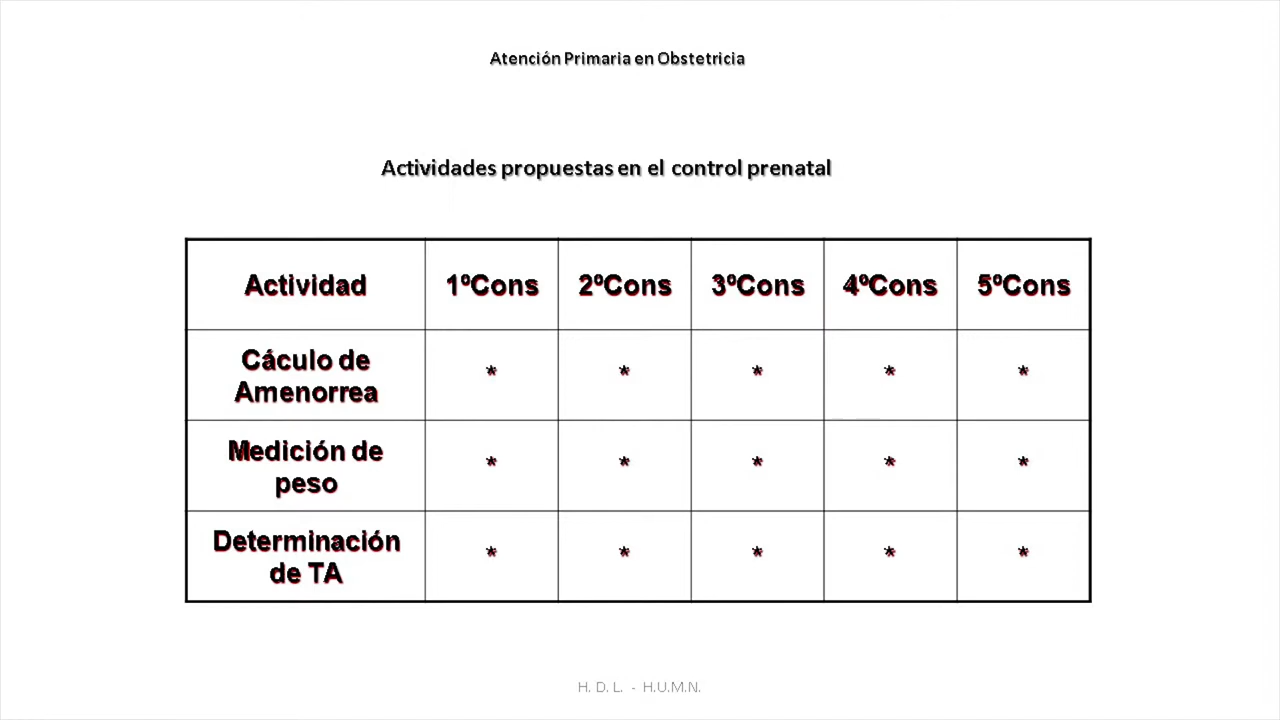 Atención Primaria en Obstetricia
Actividades propuestas en el control prenatal
Actividad 1ºCons 2ºCons 3ºCons 4ºCons 5ºCons
Cáculo de
Amenorrea * * * * *
Medición de
peso * * * * *
Determinación
de TA * * * * *
H. D. L. - H.U.M.N.